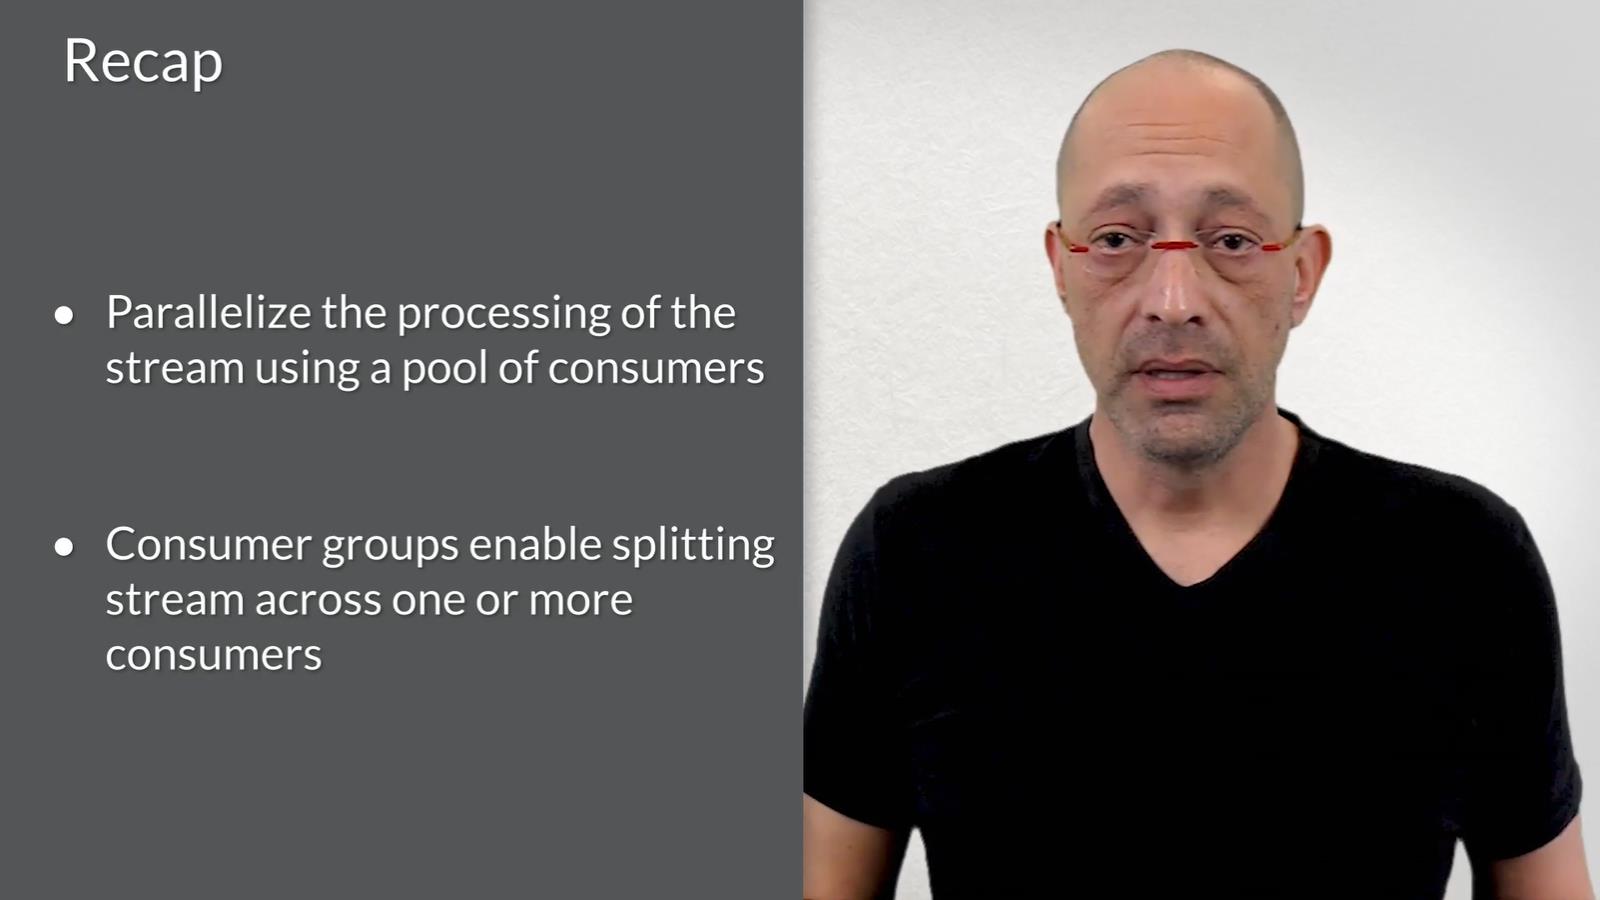 Recap
● Parallelize the processing of the
stream using a pool of consumers
● Consumer groups enable splitting
stream across one or more
consumers